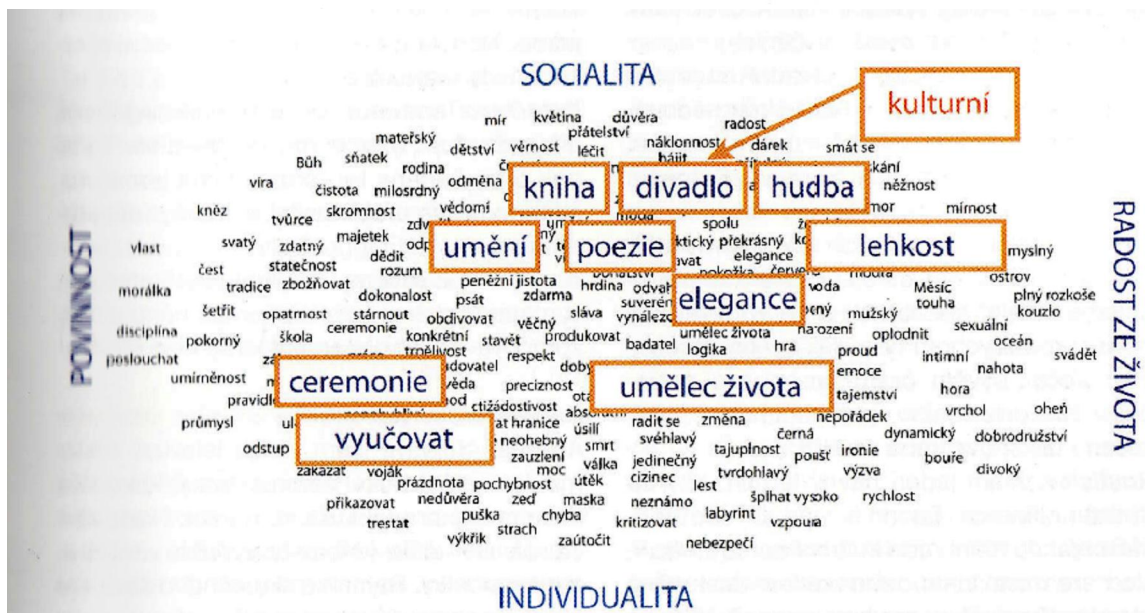 SOCIALITA
kulturní
mír květina důvěra radost
mateřský dětství věrnost přátelství léčit náklonnost hájit dárek smát se
Bůh sňatek rodina odměna kniha divadlo hudba něžnost
víra čistota milosrdný vědomí mírnost
kněz tvůrce skromnost spolu
vlast svatý zdatný majetek dědit umění poezie překrásný elegance lehkost
čest statečnost rozum peněžní jistota hrdina pokožka modrá ostrov
morálka tradice zbožňovat dokonalost psát zdarma elegance voda Měsíc touha plný rozkoše
šetřit opatrnost stárnout obdivovat sláva mužský kouzlo
disciplína škola ceremonie konkrétní věčný produkovat umělec života oplodnit sexuální
pokorný trpělivost stavět badatel logika hra oceán
poslouchat respekt proud intimní svádět
umírněnost ceremonie věda preciznost umělec života emoce nahota
tajemství hora
ctižádostivost
průmysl vyučovat hranice úsilí radit se změna nepořádek vrchol oheň
odstup neohebný smrt svéhlavý černá dynamický dobrodružství
zauzlení válka tajuplnost poušť ironie bouře
zakázat voják moc útěk jedinečný tvrdohlavý výzva divoký
prázdnota pochybnost cizinec lest
příkaz nedůvěra zeď maska neznámo šplhat vysoko rychlost
trestat puška chyba kritizovat labyrint vzpoura
výkřik strach zaútočit nebezpečí
INDIVIDUALITA
POVINNOST
RADOST ZE ŽIVOTA